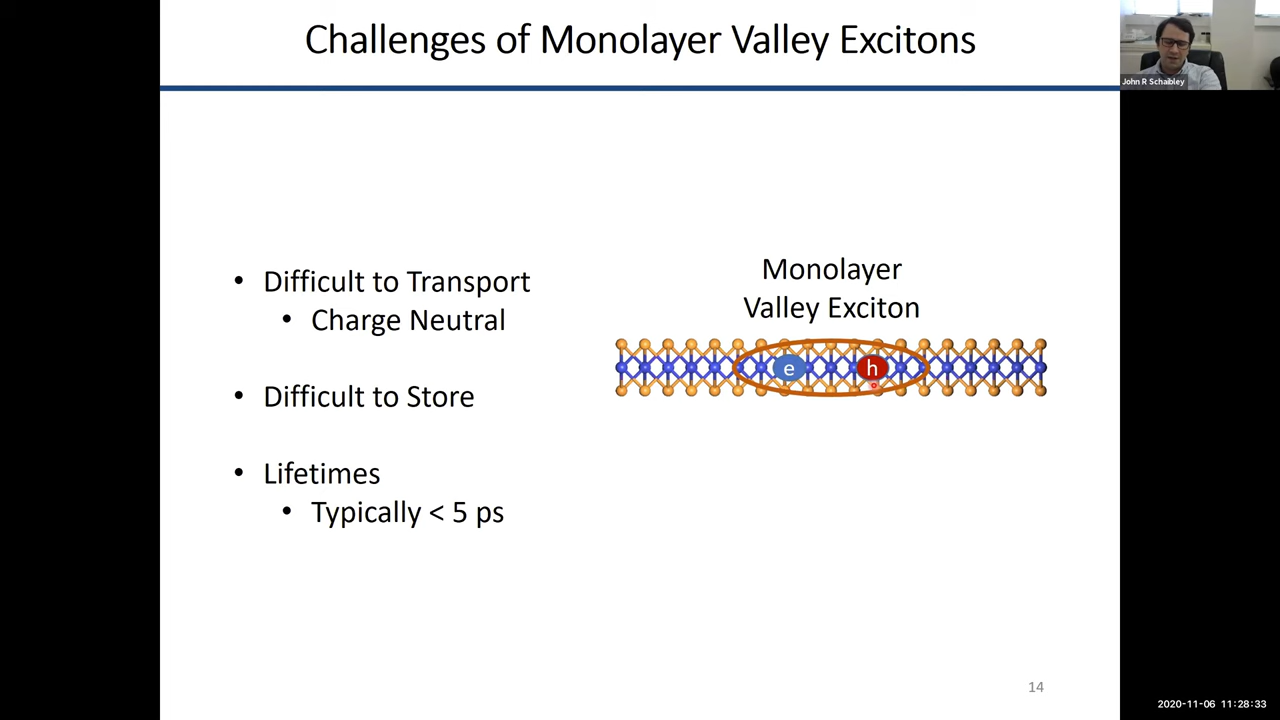 Challenges of Monolayer Valley Excitons
John R Schaibley
• Difficult to Transport
• Charge Neutral
• Difficult to Store
• Lifetimes
• Typically < 5 ps
Monolayer
Valley Exciton
e
h
14
2020-11-06 11:28:33